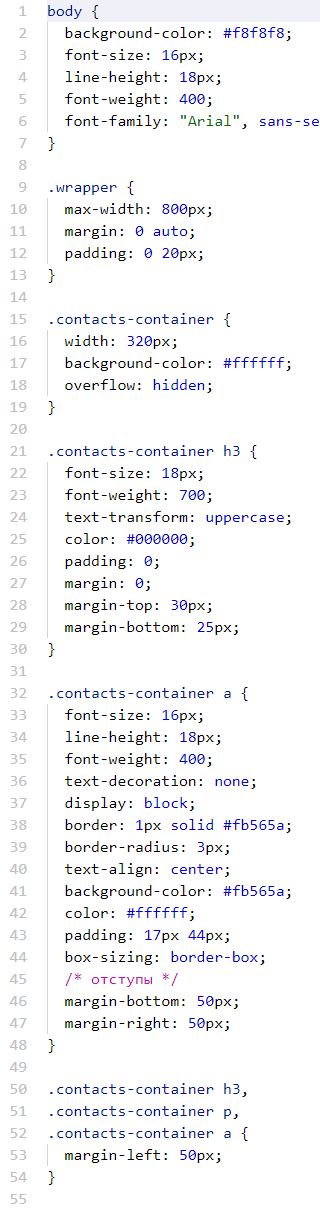 1 body {
2 background-color: #f8f8f8;
3 font-size: 16px;
4 line-height: 18px;
5 font-weight: 400;
6 font-family: "Arial", sans-se
7 }
8
9 .wrapper {
10 max-width: 800px;
11 margin: 0 auto;
12 padding: 0 20px;
13 }
14
15 .contacts-container {
16 width: 320px;
17 background-color: #ffffff;
18 overflow: hidden;
19 }
20
21 .contacts-container h3 {
22 font-size: 18px;
23 font-weight: 700;
24 text-transform: uppercase;
25 color: #000000;
26 padding: 0;
27 margin: 0;
28 margin-top: 30px;
29 margin-bottom: 25px;
30 }
31
32 .contacts-container a {
33 font-size: 16px;
34 line-height: 18px;
35 font-weight: 400;
36 text-decoration: none;
37 display: block;
38 border: 1px solid #fb565a;
39 border-radius: 3px;
40 text-align: center;
41 background-color: #fb565a;
42 color: #ffffff;
43 padding: 17px 44px;
44 box-sizing: border-box;
45 /* отступы */
46 margin-bottom: 50px;
47 margin-right: 50px;
48 }
49
50 .contacts-container h3,
51 .contacts-container p,
52 .contacts-container a {
53 margin-left: 50px;
54 }
55